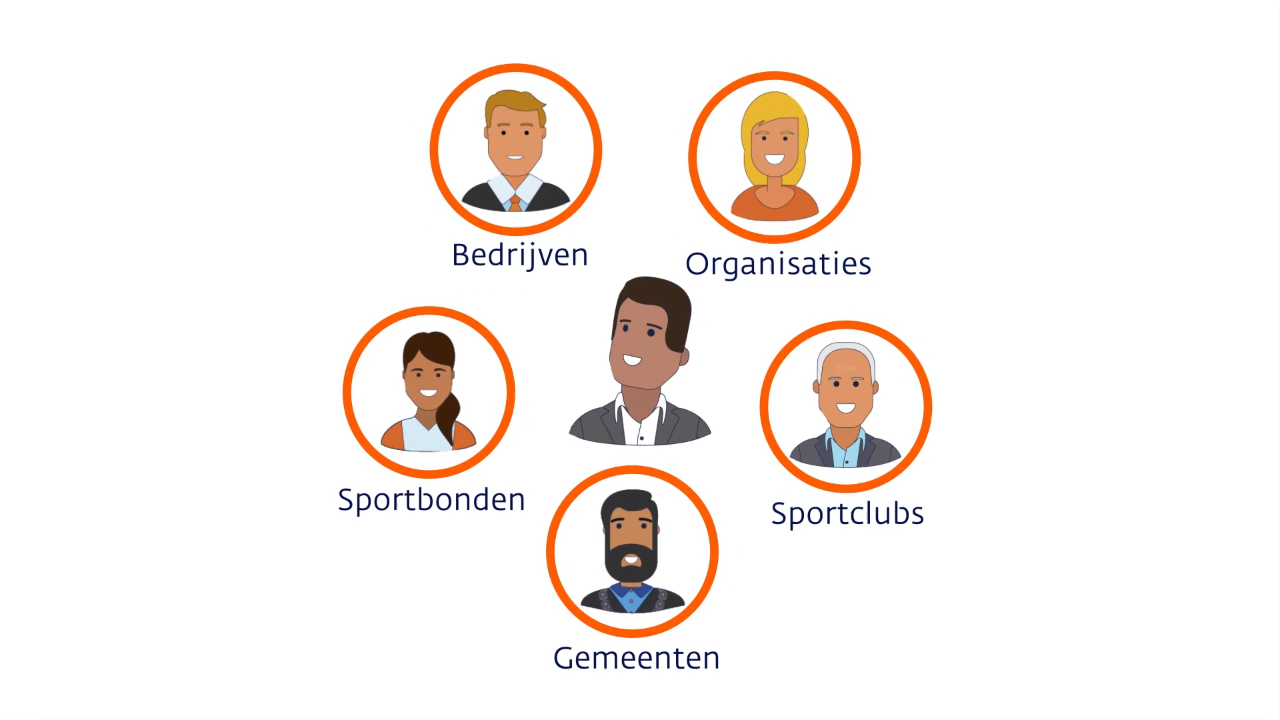 Bedrijven
Organisaties
Sportbonden
Sportclubs
Gemeenten